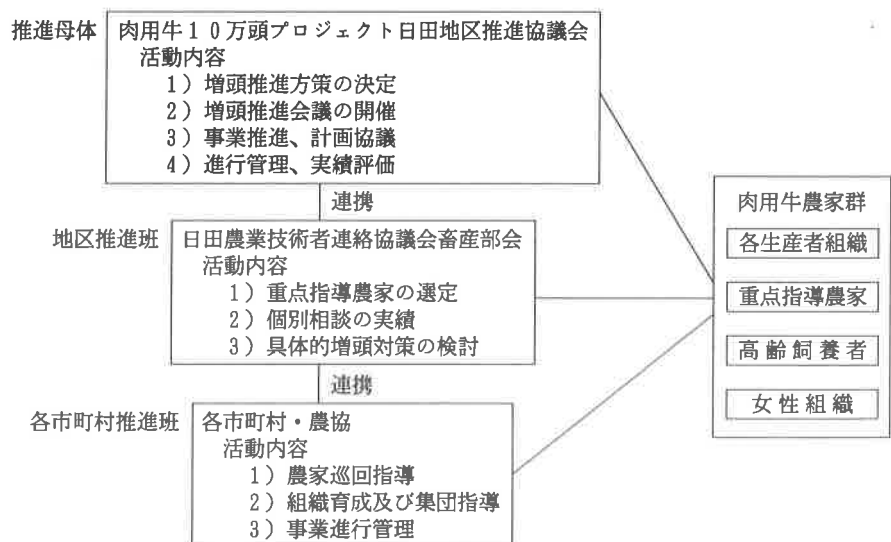 推進母体
肉用牛１０万頭プロジェクト日田地区推進協議会
活動内容
１）増頭推進方策の決定
２）増頭推進会議の開催
３）事業推進、計画協議
４）進行管理、実績評価
連携
地区推進班
日田農業技術者連絡協議会畜産部会
活動内容
１）重点指導農家の選定
２）個別相談の実績
３）具体的増頭対策の検討
連携
各市町村推進班
各市町村・農協
活動内容
１）農家巡回指導
２）組織育成及び集団指導
３）事業進行管理
肉用牛農家群
各生産者組織
重点指導農家
高齢飼養者
女性組織